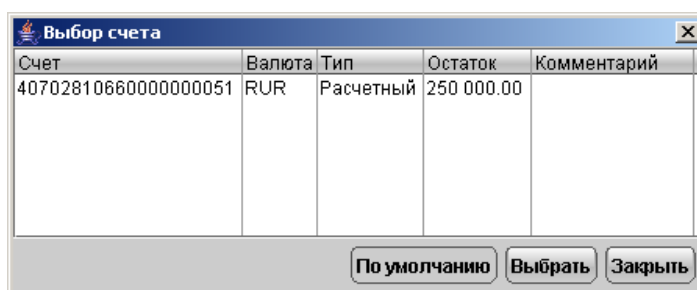 Выбор счета
Счет Валюта Тип Остаток Комментарий
40702810660000000051 RUR Расчетный 250 000.00
По умолчанию Выбрать Закрыть